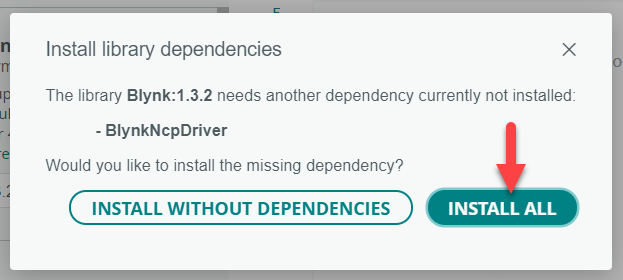 Install library dependencies
The library Blynk:1.3.2 needs another dependency currently not installed:
- BlynkNcpDriver
Would you like to install the missing dependency?
INSTALL WITHOUT DEPENDENCIES
INSTALL ALL